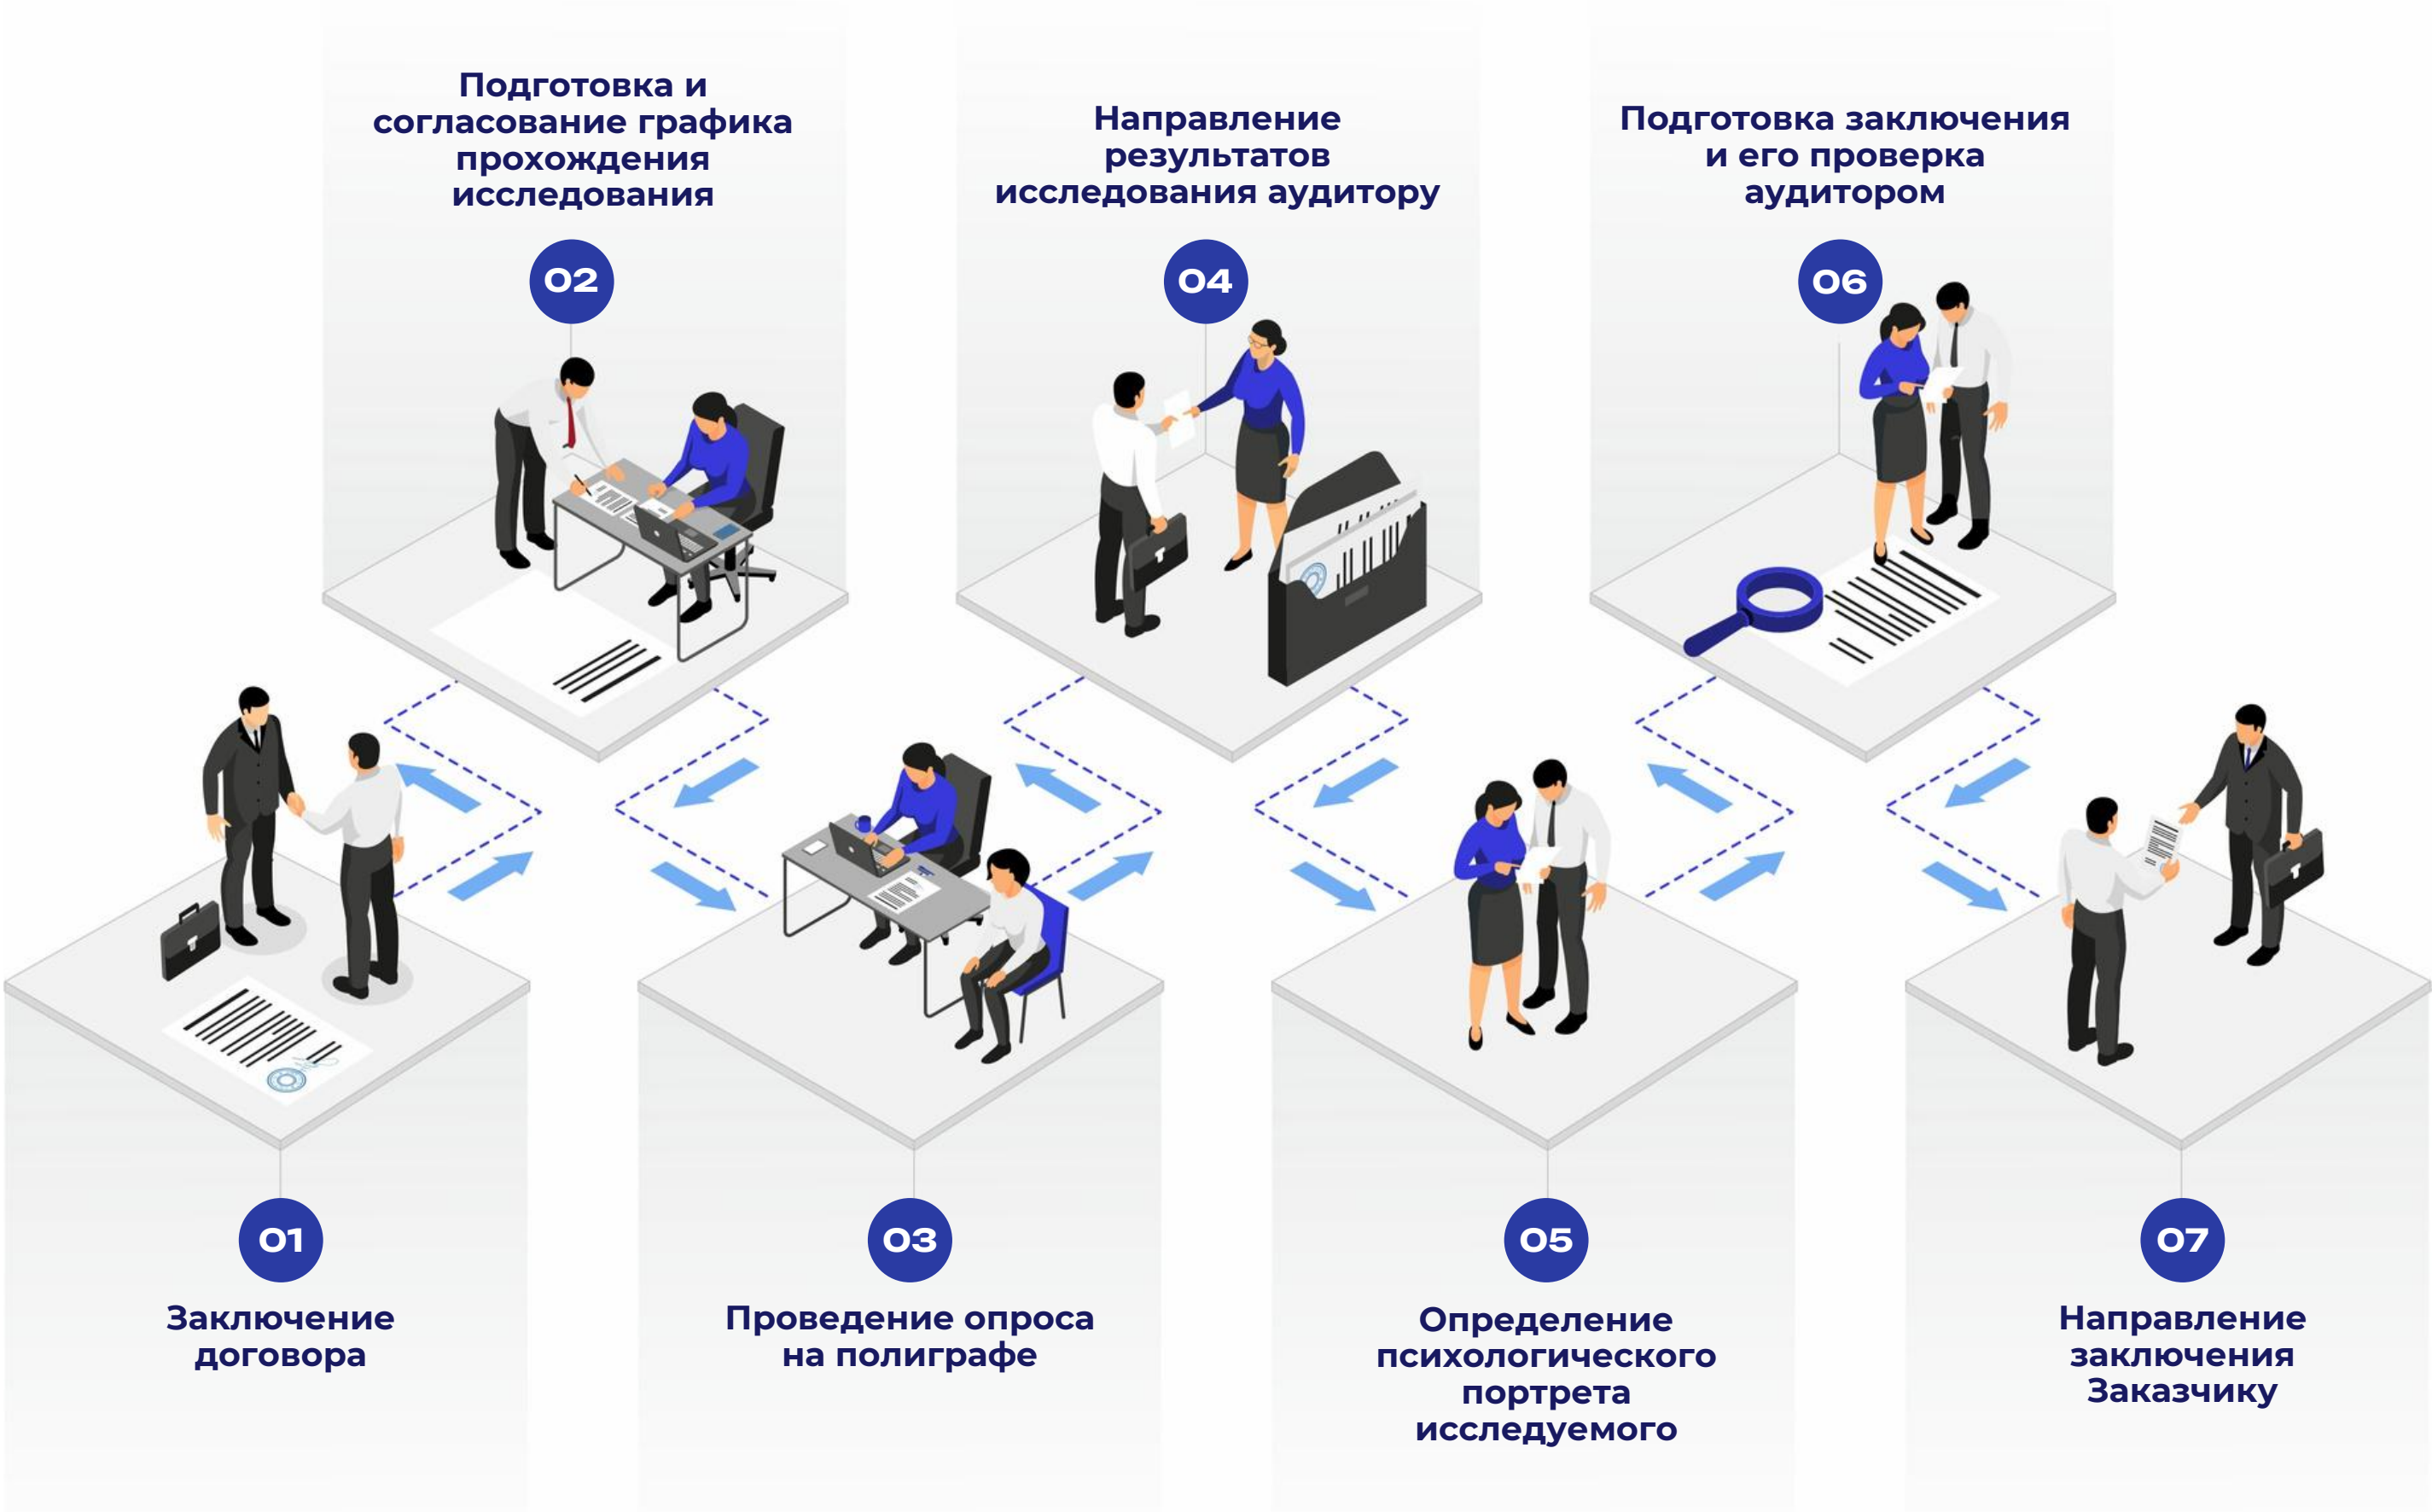 Подготовка и
согласование графика
прохождения
исследования
02
Направление
результатов
исследования аудитору
04
Подготовка заключения
и его проверка
аудитором
06
01
Заключение
договора
03
Проведение опроса
на полиграфе
05
Определение
психологического
портрета
исследуемого
07
Направление
заключения
Заказчику